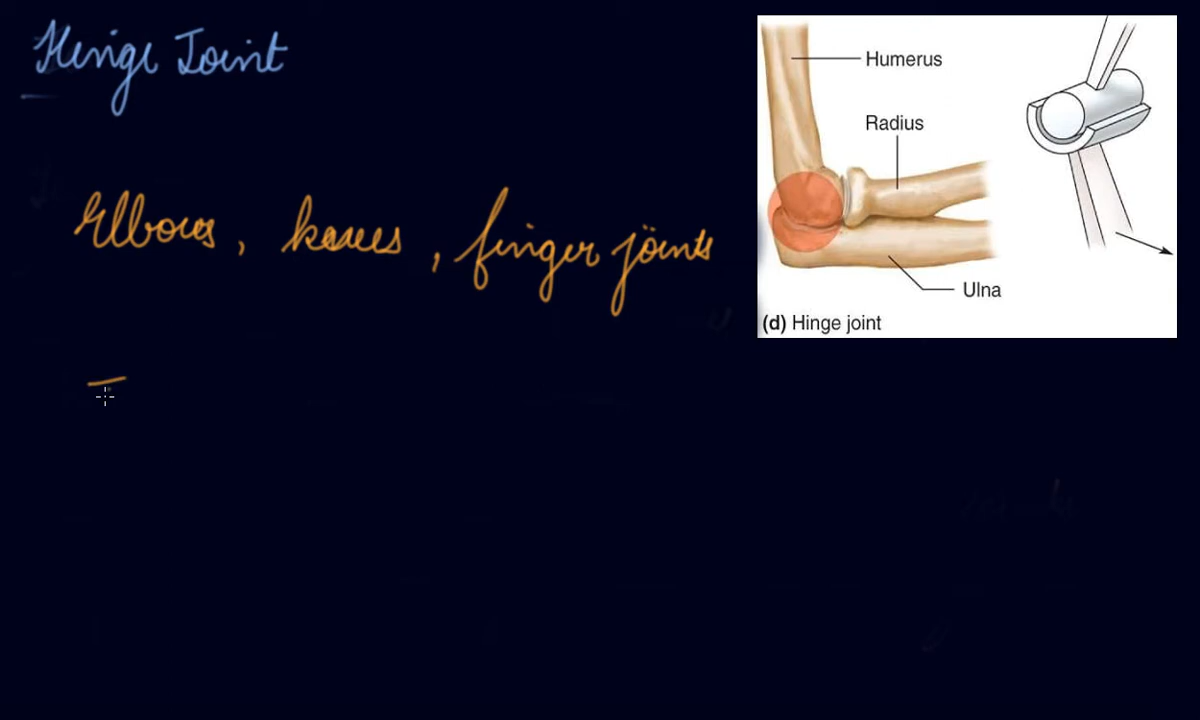 Hinge Joint
Elbows, knees, finger joints
Humerus
Radius
Ulna
(d) Hinge joint